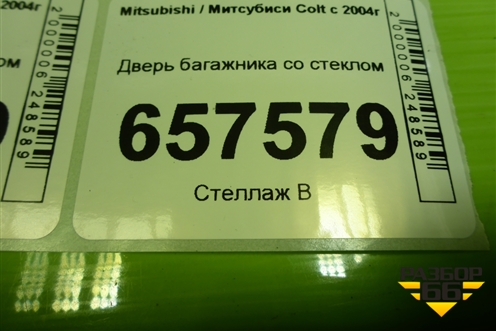 Mitsubishi / Митсубиси Colt с 2004г
Дверь багажника со стеклом
657579
Стеллаж В
2000006248589
2000006248589
РАЗБОР
66